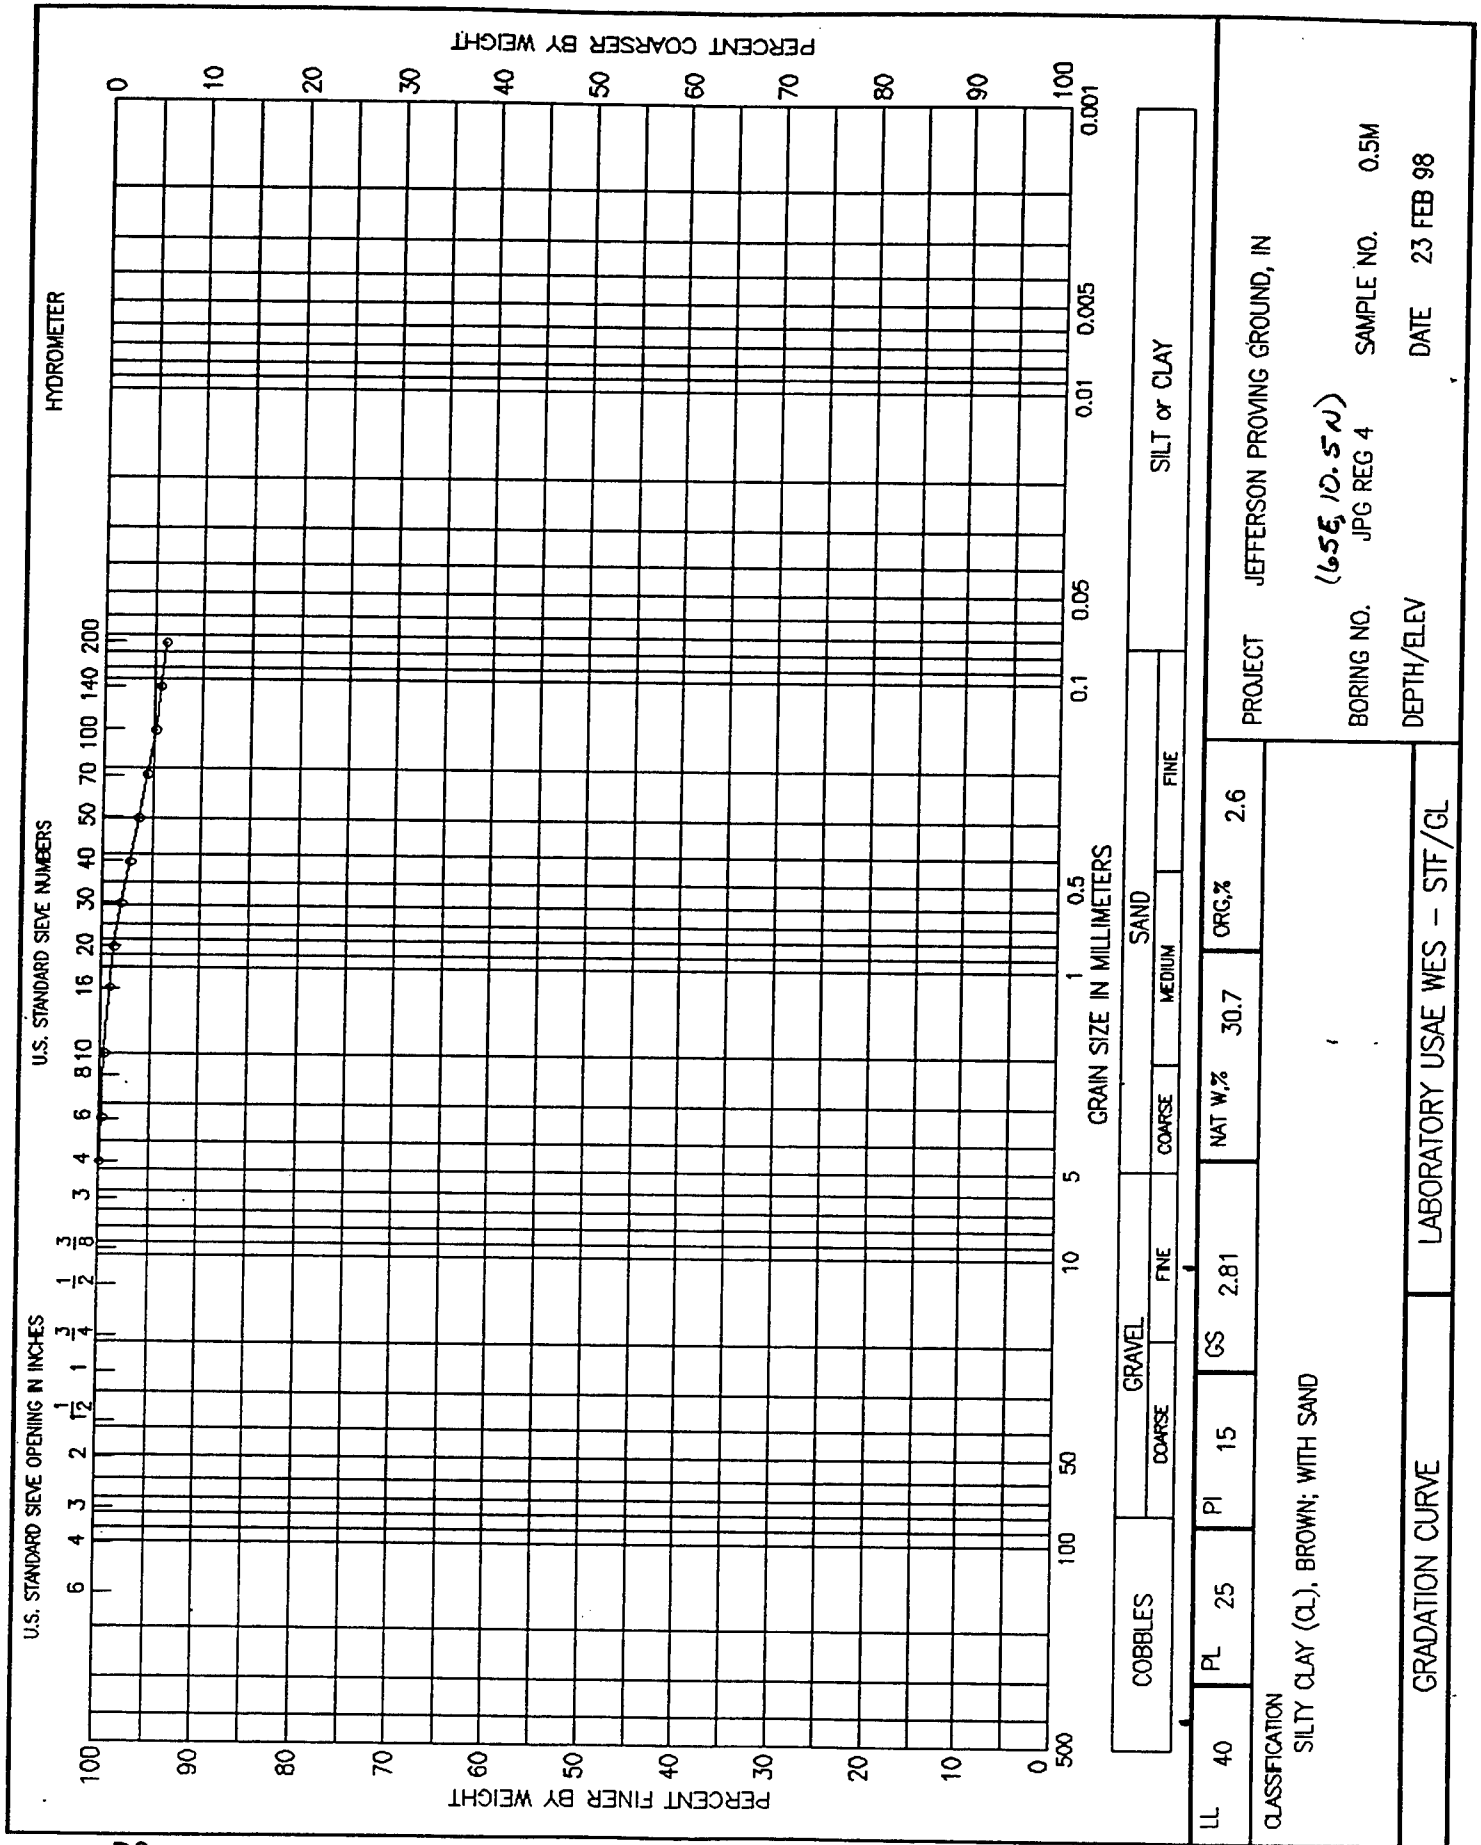 U.S. STANDARD SIEVE OPENING IN INCHES U.S. STANDARD SIEVE NUMBERS HYDROMETER
6 4 3 2 1 1/2 1 3/4 1/2 3/8 3 4 6 8 10 16 20 30 40 50 70 100 140 200
PERCENT FINER BY WEIGHT
100
90
80
70
60
50
40
30
20
10
0
PERCENT COARSER BY WEIGHT
0
10
20
30
40
50
60
70
80
90
100
500 100 50 10 5 1 0.5 0.1 0.05 0.01 0.005 0.001
GRAIN SIZE IN MILLIMETERS
COBBLES GRAVEL SAND SILT or CLAY
COARSE FINE COARSE MEDIUM FINE
LL 40 PL 25 PI 15 GS 2.81 NAT W,% 30.7 ORG,% 2.6
CLASSIFICATION
SILTY CLAY (CL), BROWN; WITH SAND
PROJECT JEFFERSON PROVING GROUND, IN
(65E, 10.5N)
BORING NO. JPG REG 4 SAMPLE NO. 0.5M
DEPTH/ELEV DATE 23 FEB 98
GRADATION CURVE LABORATORY USAE WES – STF/GL